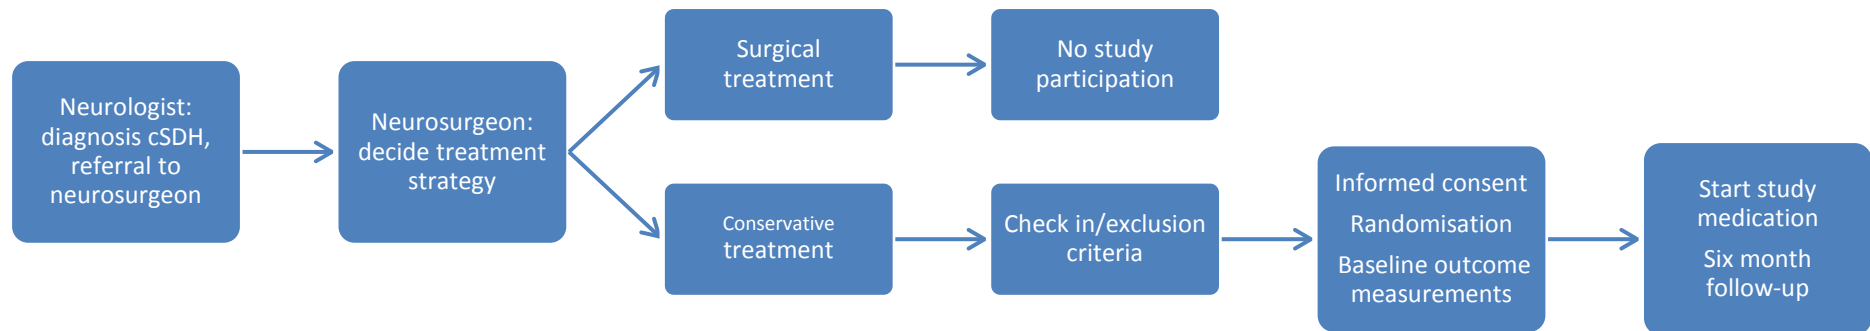 Neurologist:
diagnosis cSDH,
referral to
neurosurgeon
Neurosurgeon:
decide treatment
strategy
Surgical
treatment
No study
participation
Conservative
treatment
Check in/exclusion
criteria
Informed consent
Randomisation
Baseline outcome
measurements
Start study
medication
Six month
follow-up